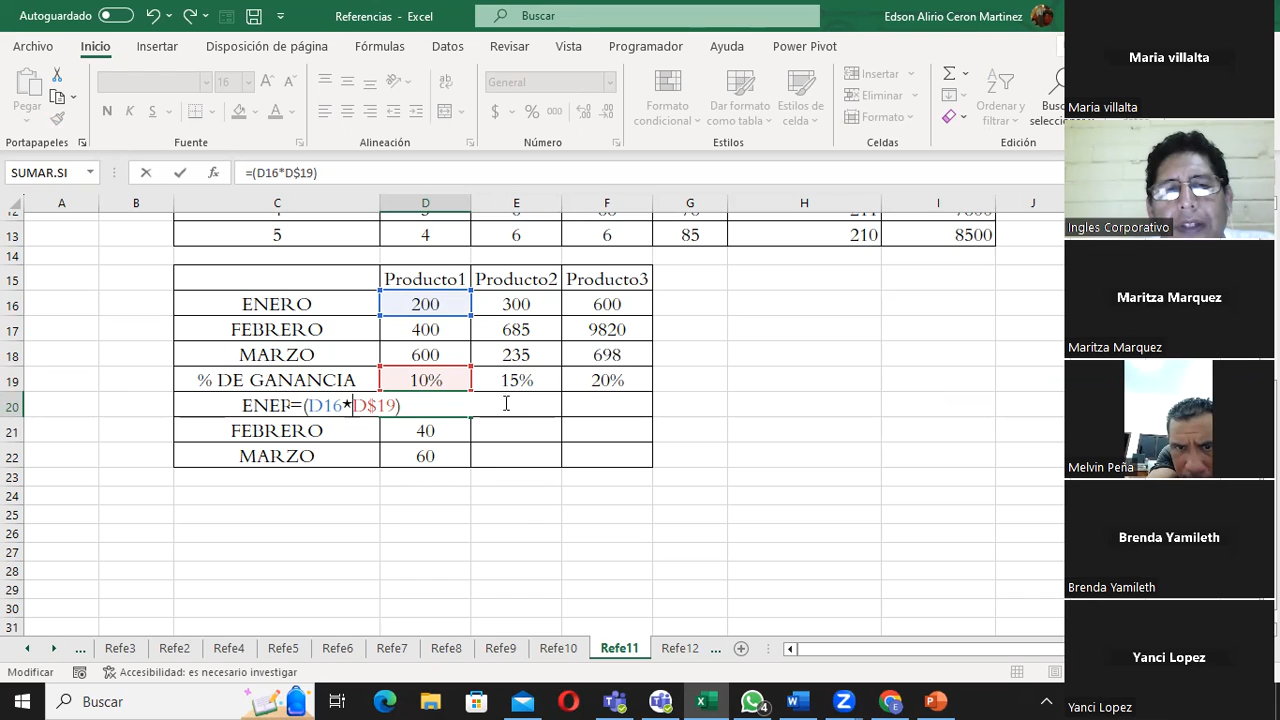 Autoguardado
Referencias - Excel
Buscar
Edson Alirio Ceron Martinez
Archivo Inicio Insertar Disposición de página Fórmulas Datos Revisar Vista Programador Ayuda Power Pivot
Pegar
16
N K S
General
$ % 000
Formato condicional
Dar formato como tabla
Estilos de celda
Insertar
Eliminar
Formato
Ordenar y filtrar
Portapapeles Fuente Alineación Número Estilos Celdas Edición
SUMAR.SI
fx
=(D16*D$19)
A B C D E F G H I J
13 5 4 6 6 85 210 8500
14
15 Producto1 Producto2 Producto3
16 ENERO 200 300 600
17 FEBRERO 400 685 9820
18 MARZO 600 235 698
19 % DE GANANCIA 10% 15% 20%
20 =(D16*D$19)
21 FEBRERO 40
22 MARZO 60
23
24
25
26
27
28
29
30
31
... Refe3 Refe2 Refe4 Refe5 Refe6 Refe7 Refe8 Refe9 Refe10 Refe11 Refe12 ...
Modificar
Accesibilidad: es necesario investigar
Buscar
4
Maria villalta
Maria villalta
Ingles Corporativo
Maritza Marquez
Maritza Marquez
Melvin Peña
Brenda Yamileth
Brenda Yamileth
Yanci Lopez
Yanci Lopez